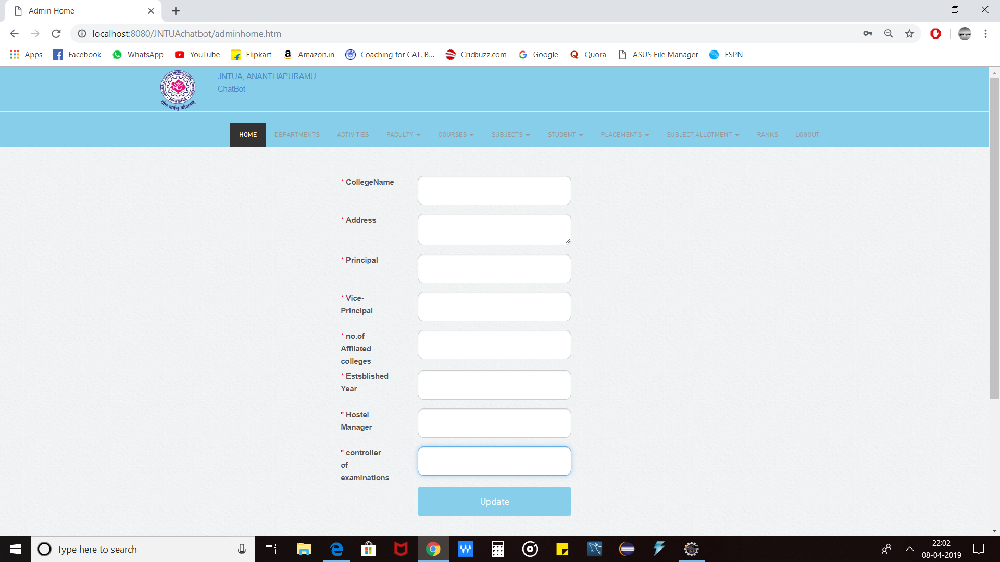 Admin Home
localhost:8080/JNTUAchatbot/adminhome.htm
Apps Facebook WhatsApp YouTube Flipkart Amazon.in Coaching for CAT, B... Cricbuzz.com Google Quora ASUS File Manager ESPN
JNTUA, ANANTHAPURAMU
ChatBot
HOME DEPARTMENTS ACTIVITIES FACULTY COURSES SUBJECTS STUDENT PLACEMENTS SUBJECT ALLOTMENT RANKS LOGOUT
* CollegeName
* Address
* Principal
* Vice-
Principal
* no.of
Affliated
colleges
* Estsblished
Year
* Hostel
Manager
* controller
of
examinations
Update
Type here to search
22:02
08-04-2019